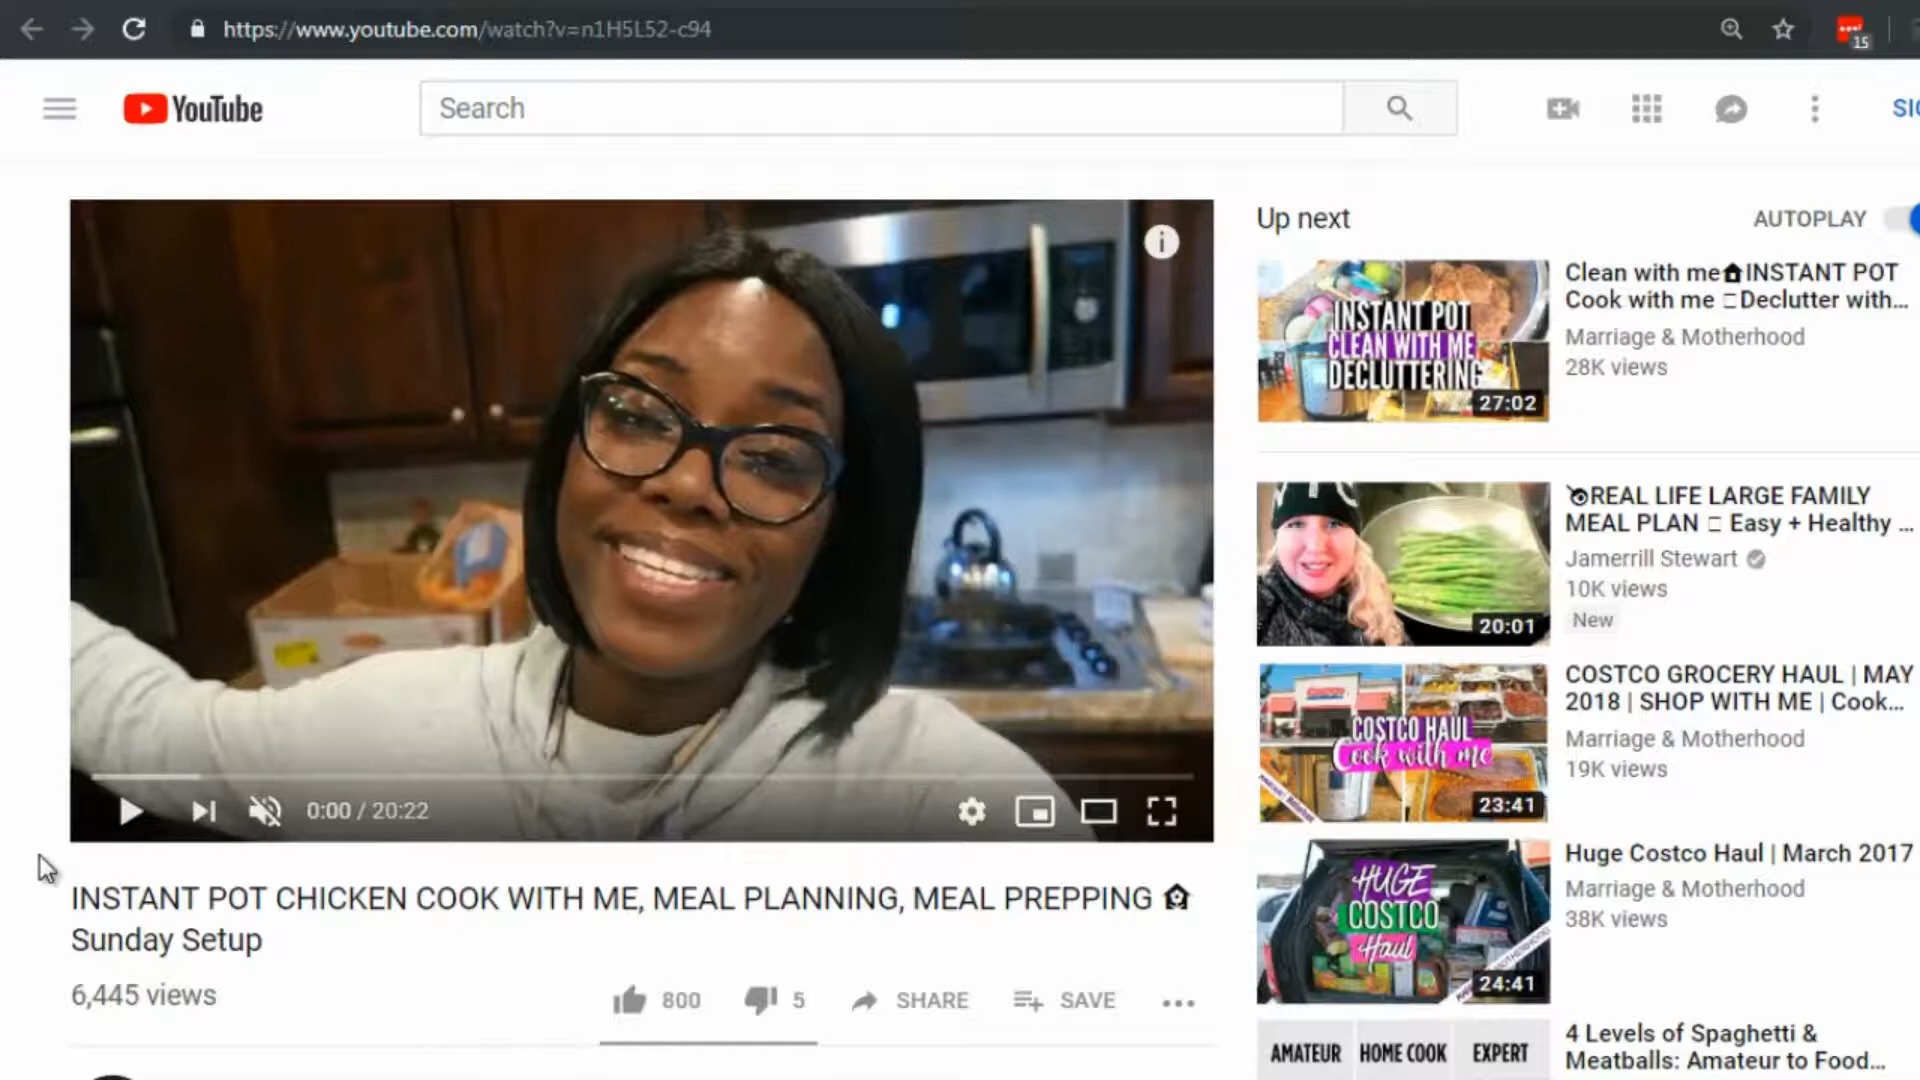 https://www.youtube.com/watch?v=n1H5L52-c94
15
YouTube
Search
SIG
Up next
AUTOPLAY
INSTANT POT
CLEAN WITH ME
DECLUTTERING
27:02
Clean with me INSTANT POT
Cook with me Declutter with...
Marriage & Motherhood
28K views
20:01
REAL LIFE LARGE FAMILY
MEAL PLAN Easy + Healthy ...
Jamerrill Stewart
10K views
New
COSTCO HAUL
Cook with me
23:41
COSTCO GROCERY HAUL | MAY
2018 | SHOP WITH ME | Cook...
Marriage & Motherhood
19K views
HUGE
COSTCO
Haul
24:41
Huge Costco Haul | March 2017
Marriage & Motherhood
38K views
AMATEUR HOME COOK EXPERT
4 Levels of Spaghetti &
Meatballs: Amateur to Food...
0:00 / 20:22
INSTANT POT CHICKEN COOK WITH ME, MEAL PLANNING, MEAL PREPPING
Sunday Setup
6,445 views
800
5
SHARE
SAVE